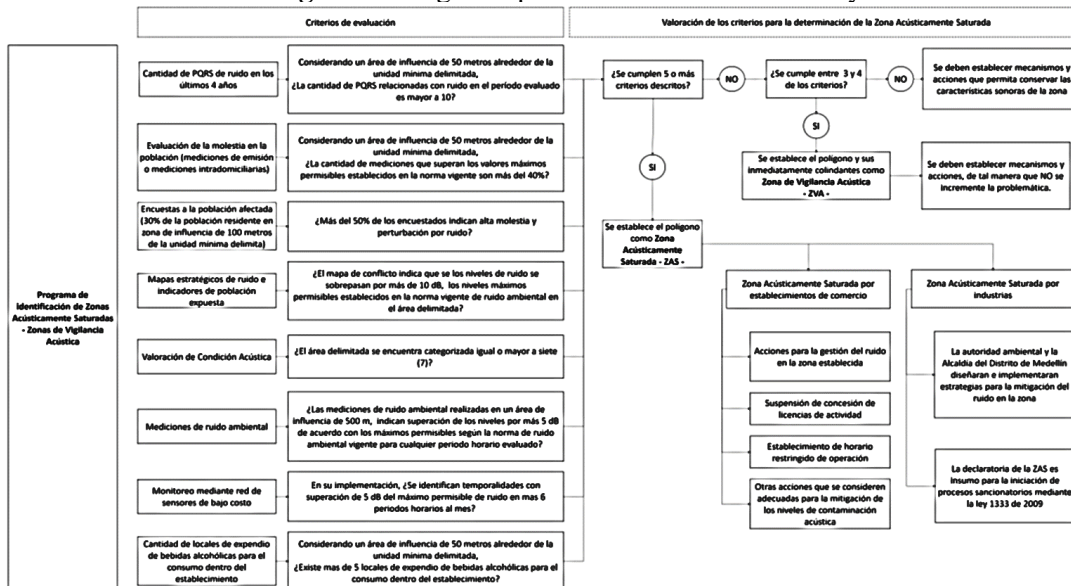 Criterios de evaluación
Valoración de los criterios para la determinación de la Zona Acústicamente Saturada
Programa de
Identificación de Zonas
Acústicamente Saturadas
- Zonas de Vigilancia
Acústica
Cantidad de PQRS de ruido en los
últimos 4 años
Considerando un área de influencia de 50 metros alrededor de la
unidad mínima delimitada,
¿La cantidad de PQRS relacionadas con ruido en el período evaluado
es mayor a 10?
Evaluación de la molestia en la
población (mediciones de emisión
o mediciones intradomiciliarias)
Considerando un área de influencia de 50 metros alrededor de la
unidad mínima delimitada,
¿La cantidad de mediciones que superan los valores máximos
permisibles establecidos en la norma vigente son más del 40%?
Encuestas a la población afectada
(30% de la población residente en
zona de influencia de 100 metros
de la unidad mínima delimita)
¿Más del 50% de los encuestados indican alta molestia y
perturbación por ruido?
Mapas estratégicos de ruido e
indicadores de población
expuesta
¿El mapa de conflicto indica que se los niveles de ruido se
sobrepasan por más de 10 dB, los niveles máximos
permisibles establecidos en la norma vigente de ruido ambiental en
el área delimitada?
Valoración de Condición Acústica
¿El área delimitada se encuentra categorizada igual o mayor a siete
(7)?
Mediciones de ruido ambiental
¿Las mediciones de ruido ambiental realizadas en un área de
influencia de 500 m, indican superación de los niveles por más 5 dB
de acuerdo con los máximos permisibles según la norma de ruido
ambiental vigente para cualquier periodo horario evaluado?
Monitoreo mediante red de
sensores de bajo costo
En su implementación, ¿Se identifican temporalidades con
superación de 5 dB del máximo permisible de ruido en mas 6
periodos horarios al mes?
Cantidad de locales de expendio
de bebidas alcohólicas para el
consumo dentro del
establecimiento
Considerando un área de influencia de 50 metros alrededor de la
unidad mínima delimitada,
¿Existe mas de 5 locales de expendio de bebidas alcohólicas para el
consumo dentro del establecimiento?
¿Se cumplen 5 o más
criterios descritos?
NO
¿Se cumple entre 3 y 4
de los criterios?
NO
Se deben establecer mecanismos y
acciones que permita conservar las
características sonoras de la zona
SI
SI
Se establece el polígono y sus
inmediatamente colindantes como
Zona de Vigilancia Acústica
- ZVA -
Se deben establecer mecanismos y
acciones, de tal manera que NO se
incremente la problemática.
Se establece el polígono
como Zona
Acústicamente
Saturada - ZAS -
Zona Acústicamente Saturada por
establecimientos de comercio
Zona Acústicamente Saturada por
industrias
Acciones para la gestión del ruido
en la zona establecida
Suspensión de concesión de
licencias de actividad
Establecimiento de horario
restringido de operación
Otras acciones que se consideren
adecuadas para la mitigación de
los niveles de contaminación
acústica
La autoridad ambiental y la
Alcaldía del Distrito de Medellín
diseñaran e implementaran
estrategias para la mitigación del
ruido en la zona
La declaratoria de la ZAS es
insumo para la iniciación de
procesos sancionatorios mediante
la ley 1333 de 2009